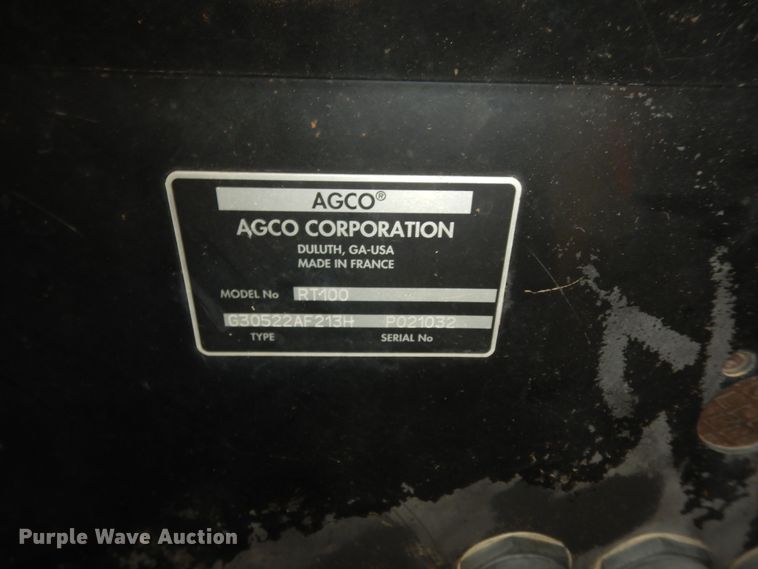 AGCO®
AGCO CORPORATION
DULUTH, GA-USA
MADE IN FRANCE
MODEL No RT100
G30522AF213H P021032
TYPE SERIAL No
Purple Wave Auction